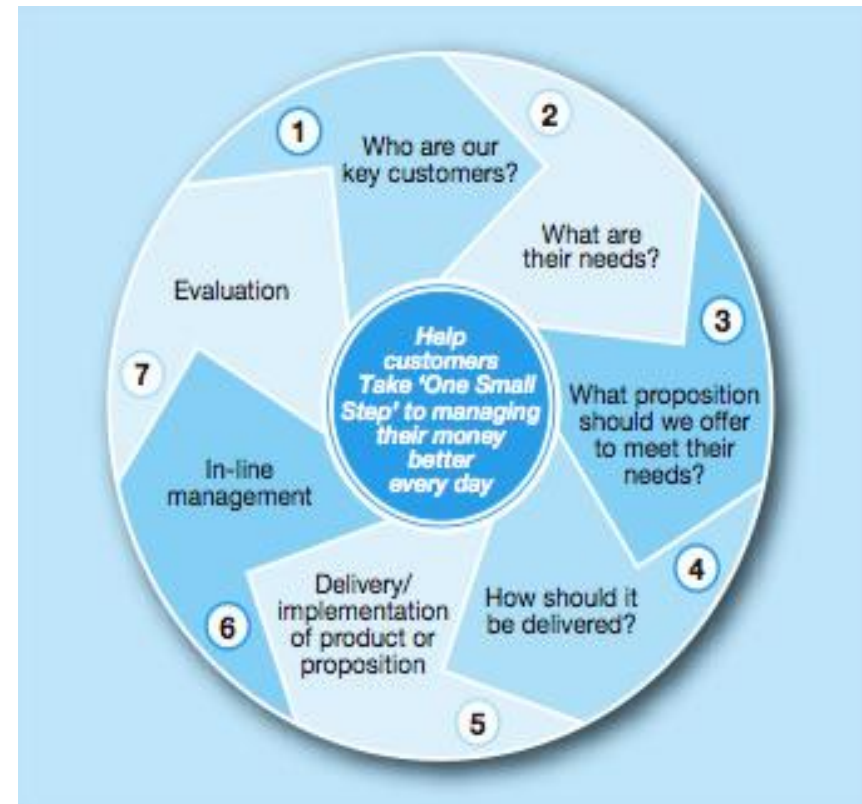 1
Who are our
key customers?
2
What are
their needs?
3
What proposition
should we offer
to meet their
needs?
4
How should it
be delivered?
5
Delivery/
implementation
of product or
proposition
6
In-line
management
7
Evaluation
Help
customers
Take ‘One Small
Step’ to managing
their money
better
every day